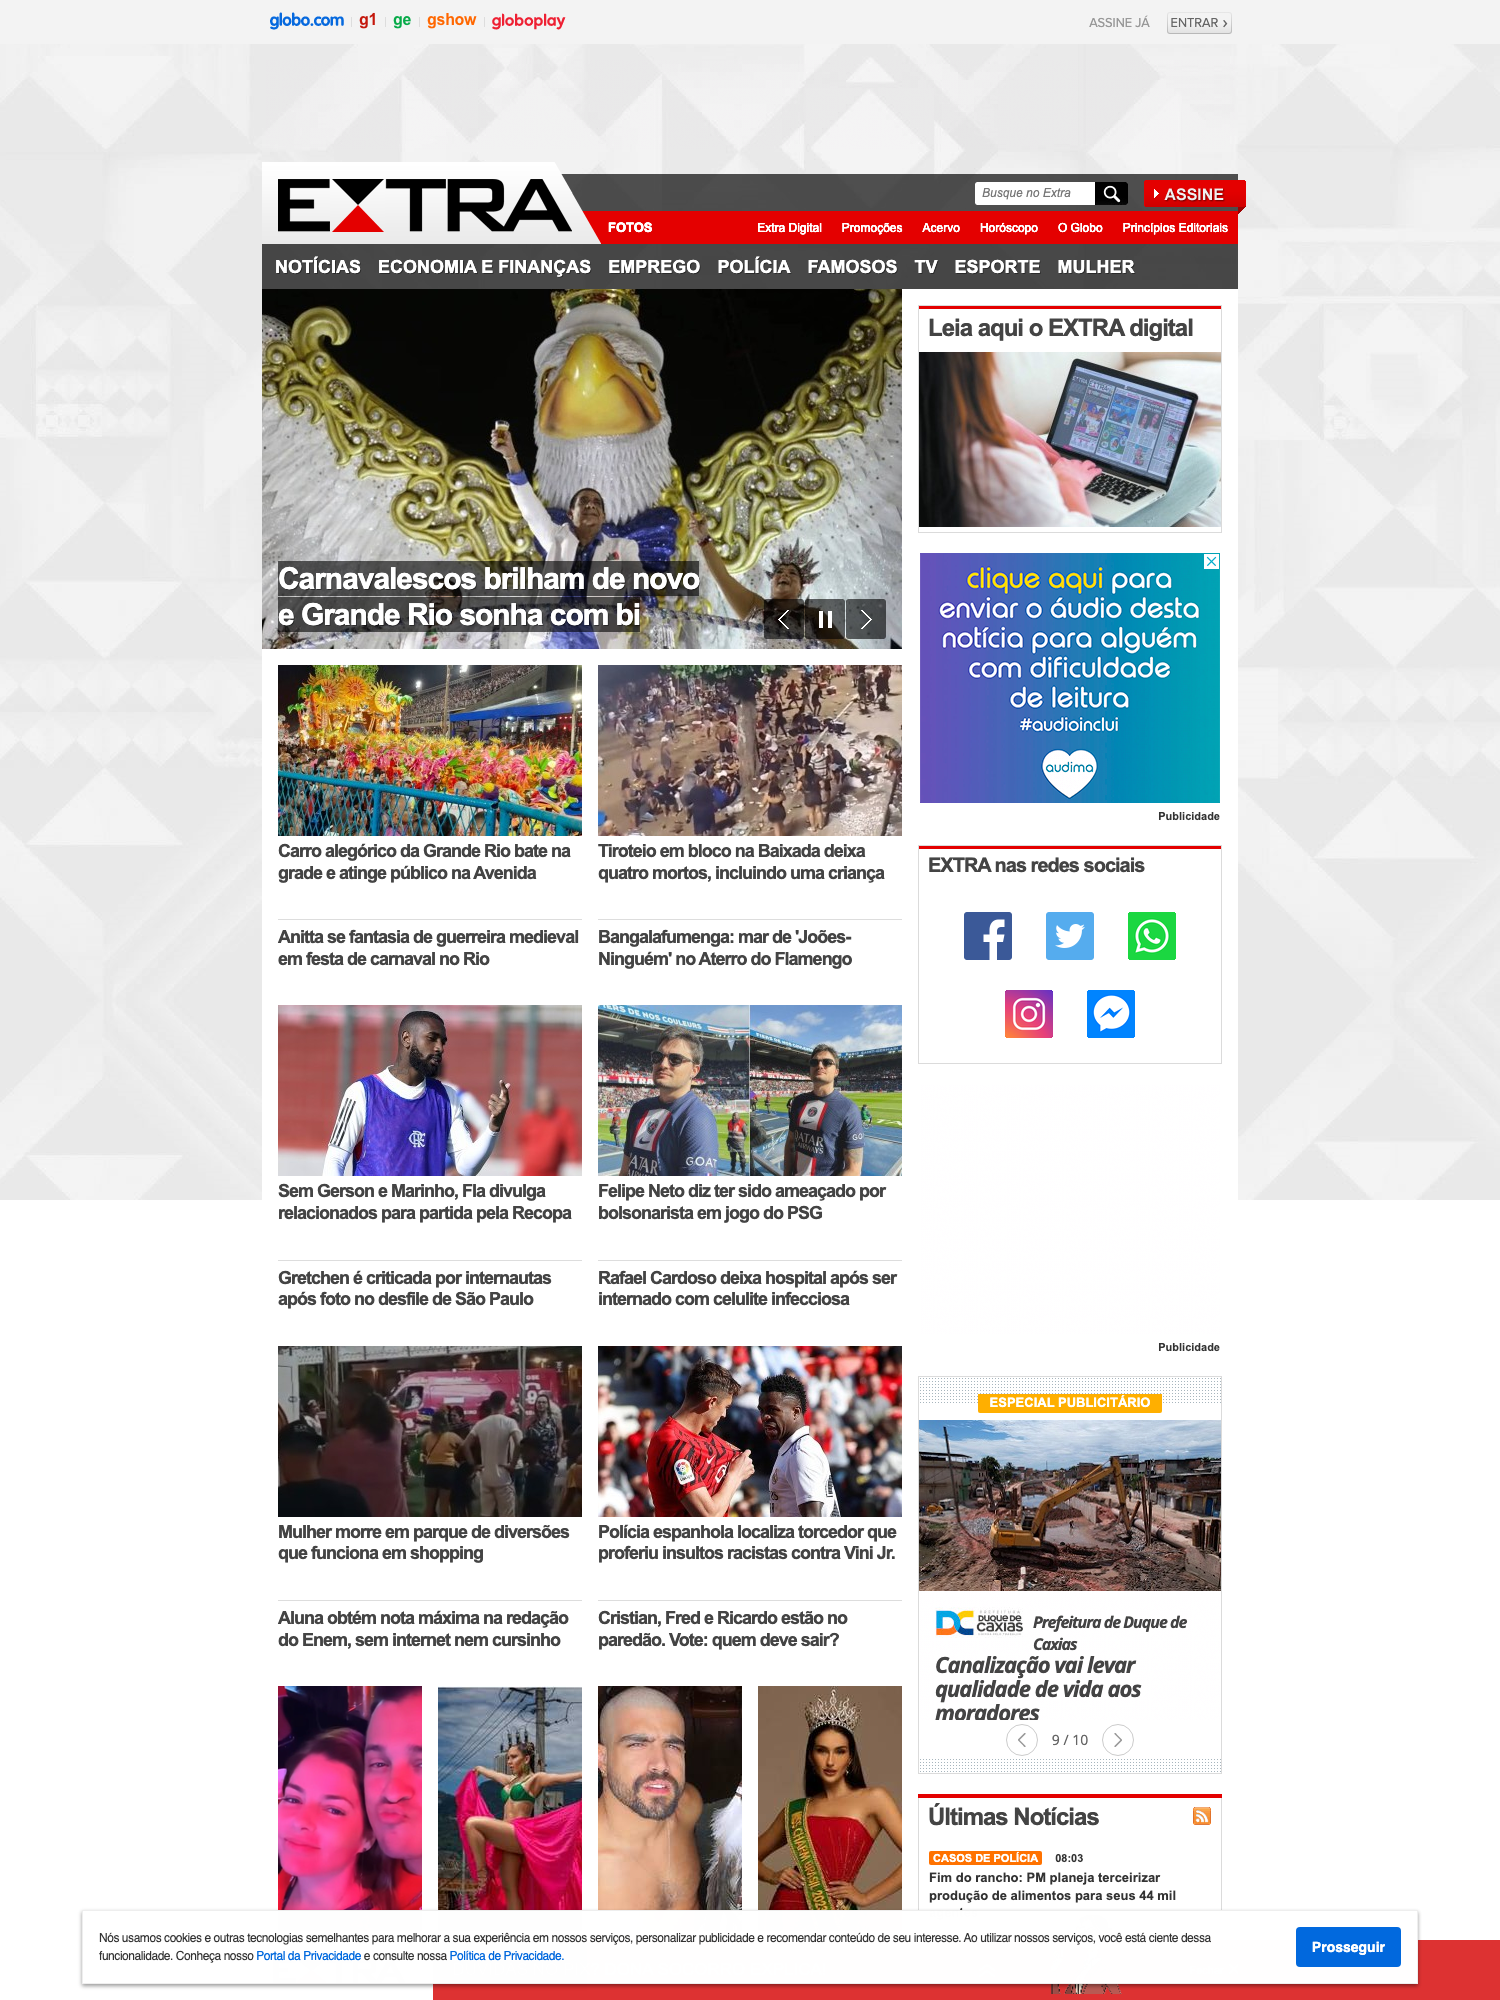 globo.com
g1
ge
gshow
globoplay
ASSINE JÁ
ENTRAR
EXTRA
Busque no Extra
ASSINE
FOTOS
Extra Digital
Promoções
Acervo
Horóscopo
O Globo
Princípios Editoriais
NOTÍCIAS
ECONOMIA E FINANÇAS
EMPREGO
POLÍCIA
FAMOSOS
TV
ESPORTE
MULHER
Carnavalescos brilham de novo
e Grande Rio sonha com bi
Carro alegórico da Grande Rio bate na
grade e atinge público na Avenida
Tiroteio em bloco na Baixada deixa
quatro mortos, incluindo uma criança
Anitta se fantasia de guerreira medieval
em festa de carnaval no Rio
Bangalafumenga: mar de 'Joões-
Ninguém' no Aterro do Flamengo
Sem Gerson e Marinho, Fla divulga
relacionados para partida pela Recopa
Felipe Neto diz ter sido ameaçado por
bolsonarista em jogo do PSG
Gretchen é criticada por internautas
após foto no desfile de São Paulo
Rafael Cardoso deixa hospital após ser
internado com celulite infecciosa
Mulher morre em parque de diversões
que funciona em shopping
Polícia espanhola localiza torcedor que
proferiu insultos racistas contra Vini Jr.
Aluna obtém nota máxima na redação
do Enem, sem internet nem cursinho
Cristian, Fred e Ricardo estão no
paredão. Vote: quem deve sair?
Leia aqui o EXTRA digital
clique aqui para
enviar o áudio desta
notícia para alguém
com dificuldade
de leitura
#audioinclui
audima
Publicidade
EXTRA nas redes sociais
Publicidade
ESPECIAL PUBLICITÁRIO
DC DUQUE DE
caxias
Prefeitura de Duque de
Caxias
Canalização vai levar
qualidade de vida aos
moradores
9 / 10
Últimas Notícias
CASOS DE POLÍCIA 08:03
Fim do rancho: PM planeja terceirizar
produção de alimentos para seus 44 mil
Nós usamos cookies e outras tecnologias semelhantes para melhorar a sua experiência em nossos serviços, personalizar publicidade e recomendar conteúdo de seu interesse. Ao utilizar nossos serviços, você está ciente dessa
funcionalidade. Conheça nosso Portal da Privacidade e consulte nossa Política de Privacidade.
Prosseguir